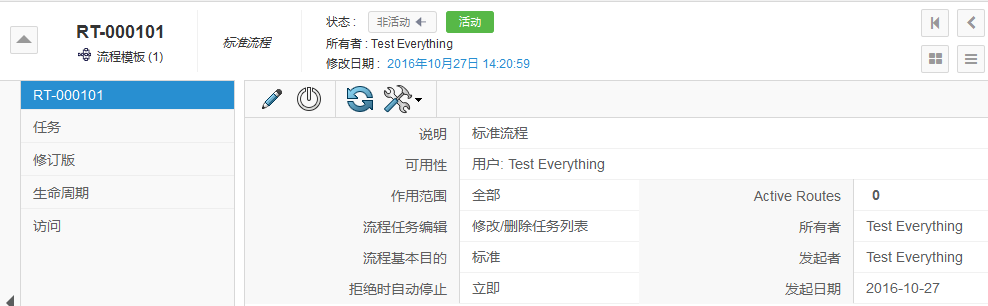 RT-000101
流程模板 (1)
标准流程
状态 : 非活动 活动
所有者 : Test Everything
修改日期 : 2016年10月27日 14:20:59
RT-000101
任务
修订版
生命周期
访问
说明 标准流程
可用性 用户: Test Everything
作用范围 全部 Active Routes 0
流程任务编辑 修改/删除任务列表 所有者 Test Everything
流程基本目的 标准 发起者 Test Everything
拒绝时自动停止 立即 发起日期 2016-10-27